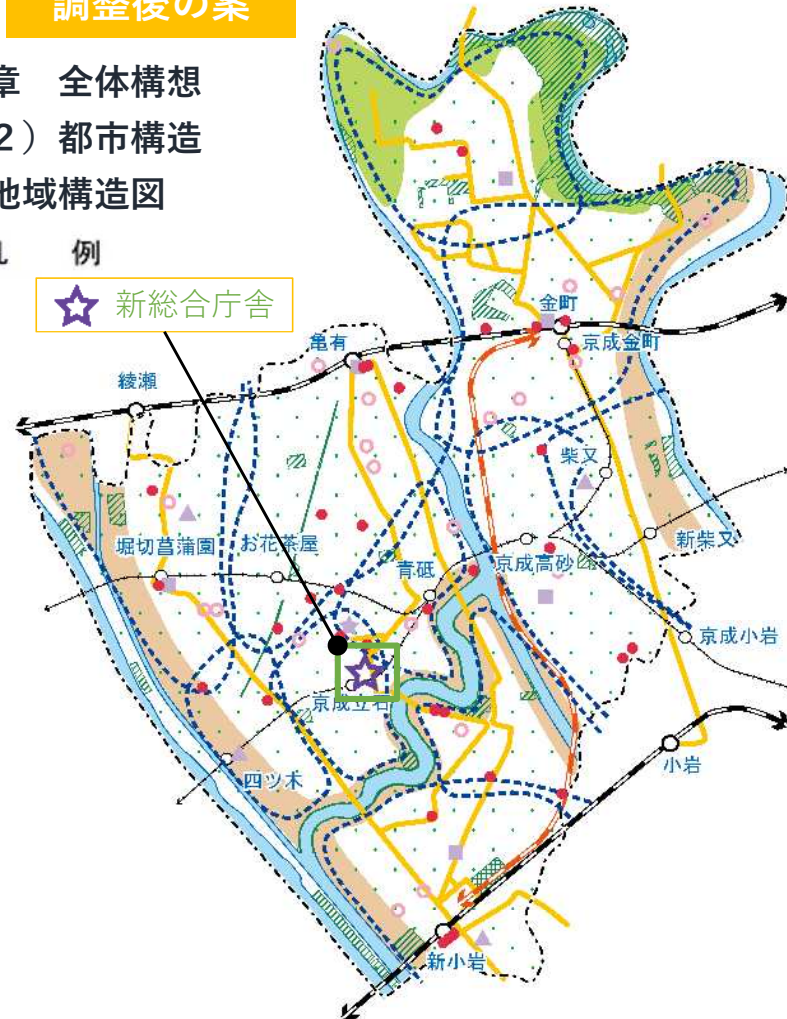 調整後の案
章　全体構想
２）都市構造
地域構造図
例
新総合庁舎
金町
亀有
京成金町
綾瀬
柴又
新柴又
堀切菖蒲園
お花茶屋
青砥
京成高砂
京成小岩
京成立石
小岩
四ツ木
新小岩